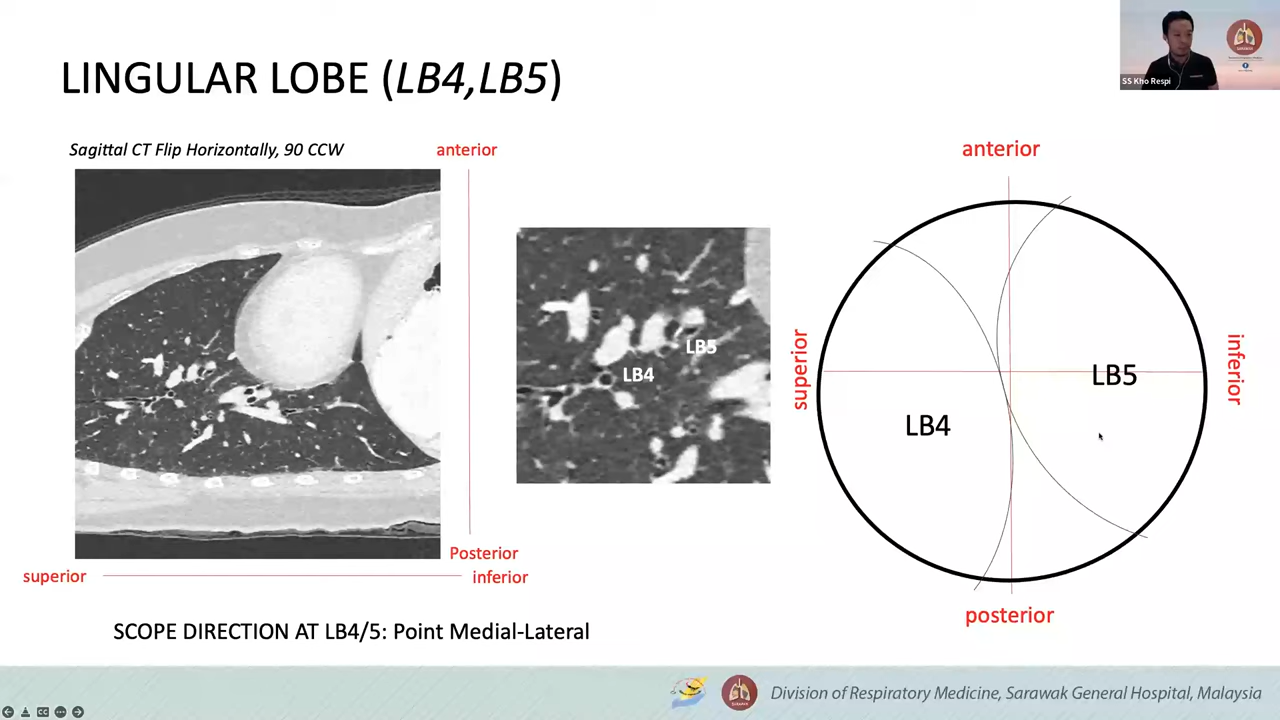 LINGULAR LOBE (LB4,LB5)
SS Kho Respi
SARAWAK
Sagittal CT Flip Horizontally, 90 CCW
anterior
Posterior
superior
inferior
LB4
LB5
anterior
superior
inferior
LB4
LB5
posterior
SCOPE DIRECTION AT LB4/5: Point Medial-Lateral
Division of Respiratory Medicine, Sarawak General Hospital, Malaysia